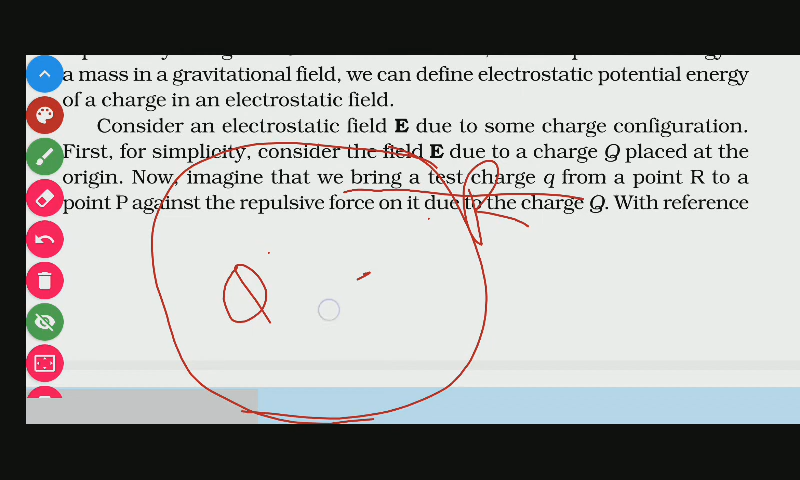 a mass in a gravitational field, we can define electrostatic potential energy
of a charge in an electrostatic field.
Consider an electrostatic field E due to some charge configuration.
First, for simplicity, consider the field E due to a charge Q placed at the
origin. Now, imagine that we bring a test charge q from a point R to a
point P against the repulsive force on it due to the charge Q. With reference
R
Q